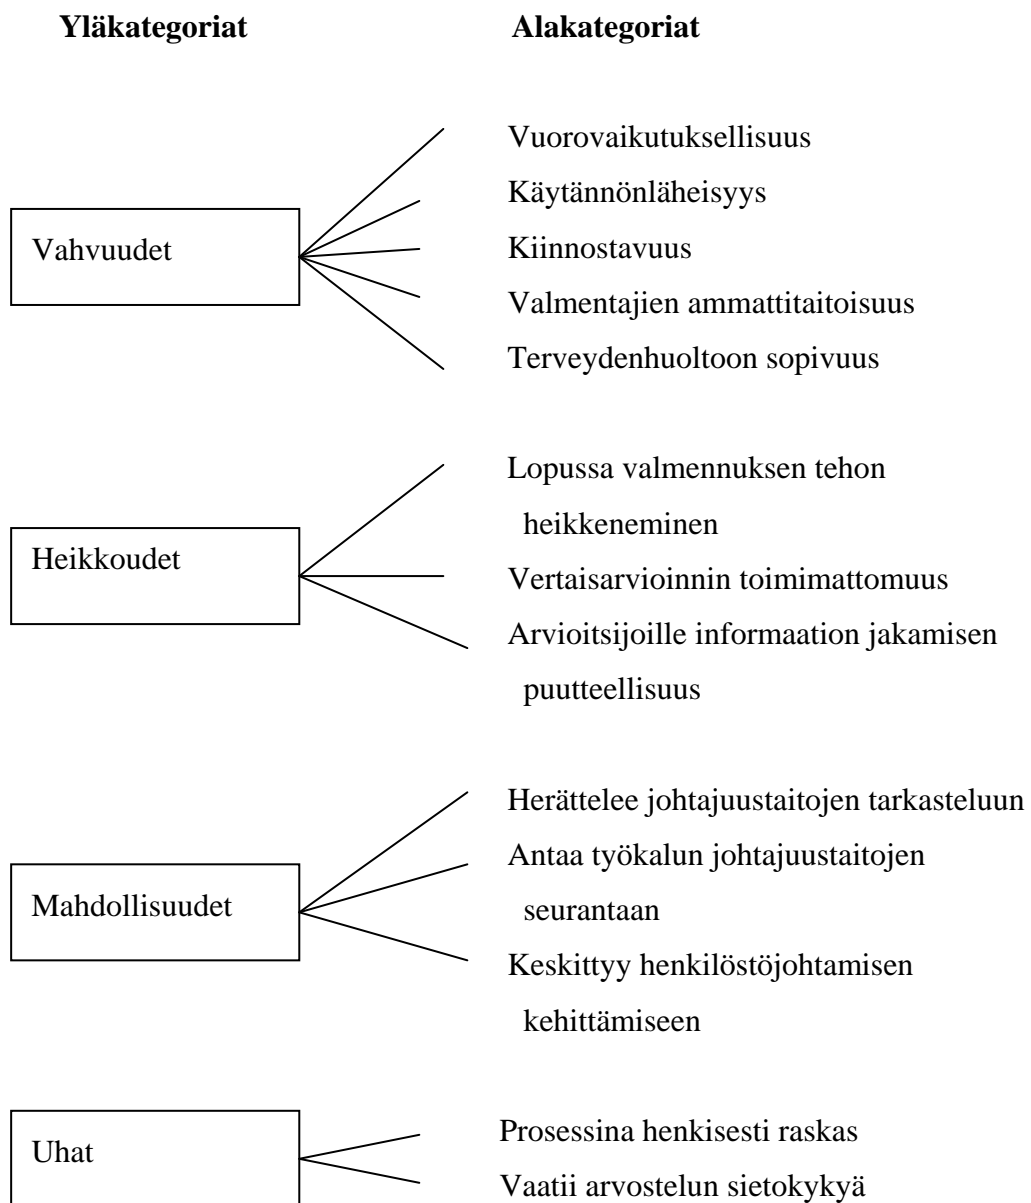 Yläkategoriat Alakategoriat
Vahvuudet
Vuorovaikutuksellisuus
Käytännönläheisyys
Kiinnostavuus
Valmentajien ammattitaitoisuus
Terveydenhuoltoon sopivuus
Heikkoudet
Lopussa valmennuksen tehon
heikkeneminen
Vertaisarvioinnin toimimattomuus
Arvioitsijoille informaation jakamisen
puutteellisuus
Mahdollisuudet
Herättelee johtajuustaitojen tarkasteluun
Antaa työkalun johtajuustaitojen
seurantaan
Keskittyy henkilöstöjohtamisen
kehittämiseen
Uhat
Prosessina henkisesti raskas
Vaatii arvostelun sietokykyä